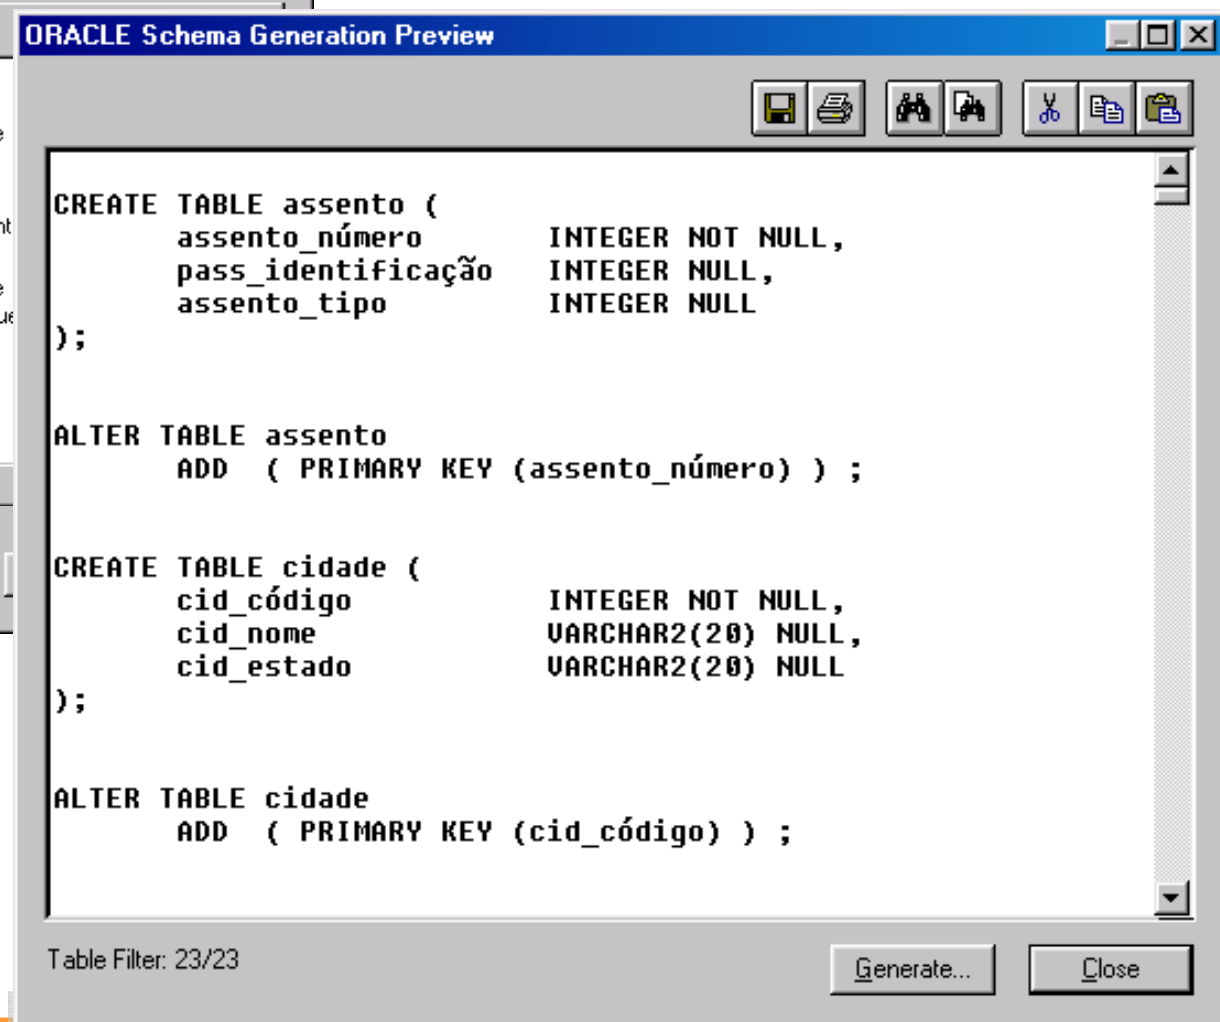 ORACLE Schema Generation Preview
CREATE TABLE assento (
assento_número INTEGER NOT NULL,
pass_identificação INTEGER NULL,
assento_tipo INTEGER NULL
);
ALTER TABLE assento
ADD ( PRIMARY KEY (assento_número) ) ;
CREATE TABLE cidade (
cid_código INTEGER NOT NULL,
cid_nome VARCHAR2(20) NULL,
cid_estado VARCHAR2(20) NULL
);
ALTER TABLE cidade
ADD ( PRIMARY KEY (cid_código) ) ;
Table Filter: 23/23
Generate...
Close